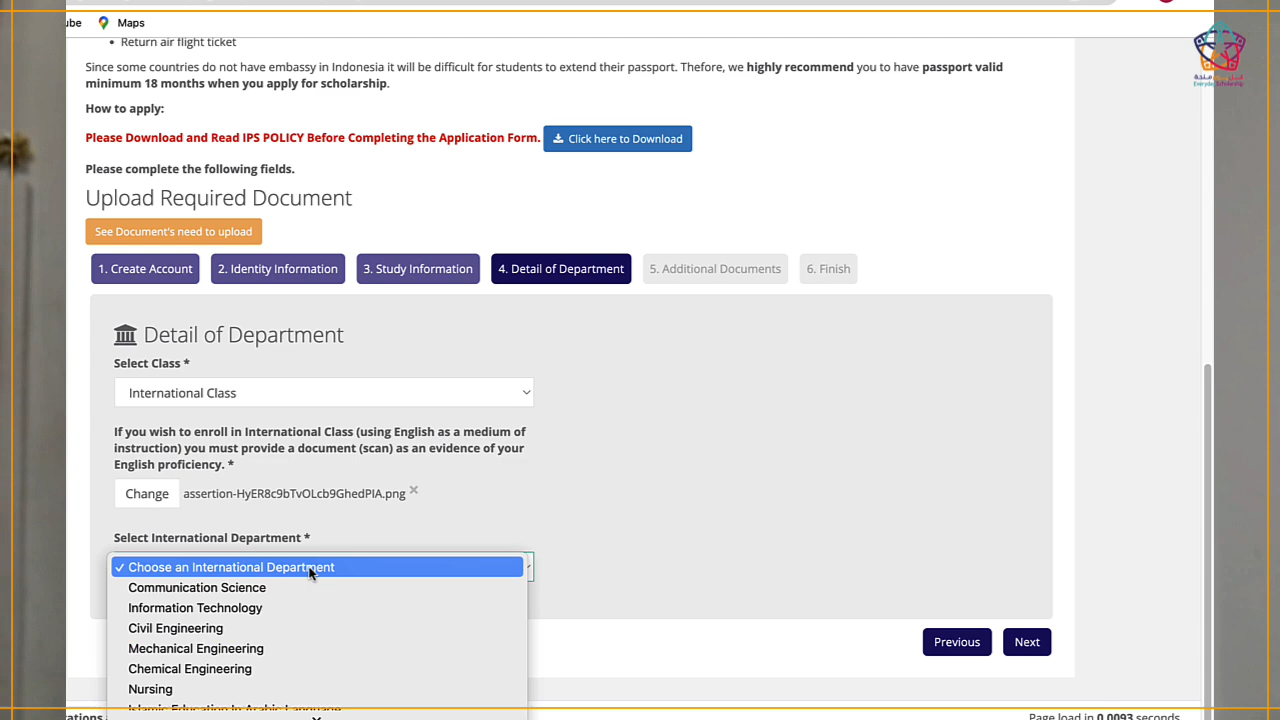 ube Maps
Return air flight ticket
Since some countries do not have embassy in Indonesia it will be difficult for students to extend their passport. Thefore, we highly recommend you to have passport valid
minimum 18 months when you apply for scholarship.
How to apply:
Please Download and Read IPS POLICY Before Completing the Application Form. Click here to Download
Please complete the following fields.
Upload Required Document
See Document's need to upload
1. Create Account 2. Identity Information 3. Study Information 4. Detail of Department 5. Additional Documents 6. Finish
Detail of Department
Select Class *
International Class
If you wish to enroll in International Class (using English as a medium of
instruction) you must provide a document (scan) as an evidence of your
English proficiency. *
Change assertion-HyER8c9bTvOLcb9GhedPIA.png ×
Select International Department *
✓ Choose an International Department
Communication Science
Information Technology
Civil Engineering
Mechanical Engineering
Chemical Engineering
Nursing
Islamic Education In Arabic Language
Previous Next
ations Page load in 0.0093 seconds